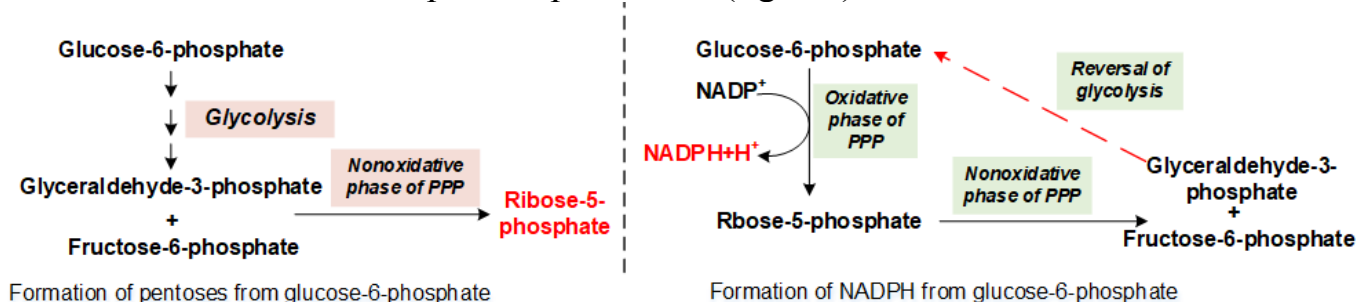 Glucose-6-phosphate
Glycolysis
Glyceraldehyde-3-phosphate
+
Fructose-6-phosphate
Nonoxidative
phase of PPP
Ribose-5-
phosphate
Formation of pentoses from glucose-6-phosphate
Glucose-6-phosphate
NADP+
NADPH+H+
Oxidative
phase of
PPP
Reversal of
glycolysis
Rbose-5-phosphate
Nonoxidative
phase of PPP
Glyceraldehyde-3-
phosphate
+
Fructose-6-phosphate
Formation of NADPH from glucose-6-phosphate